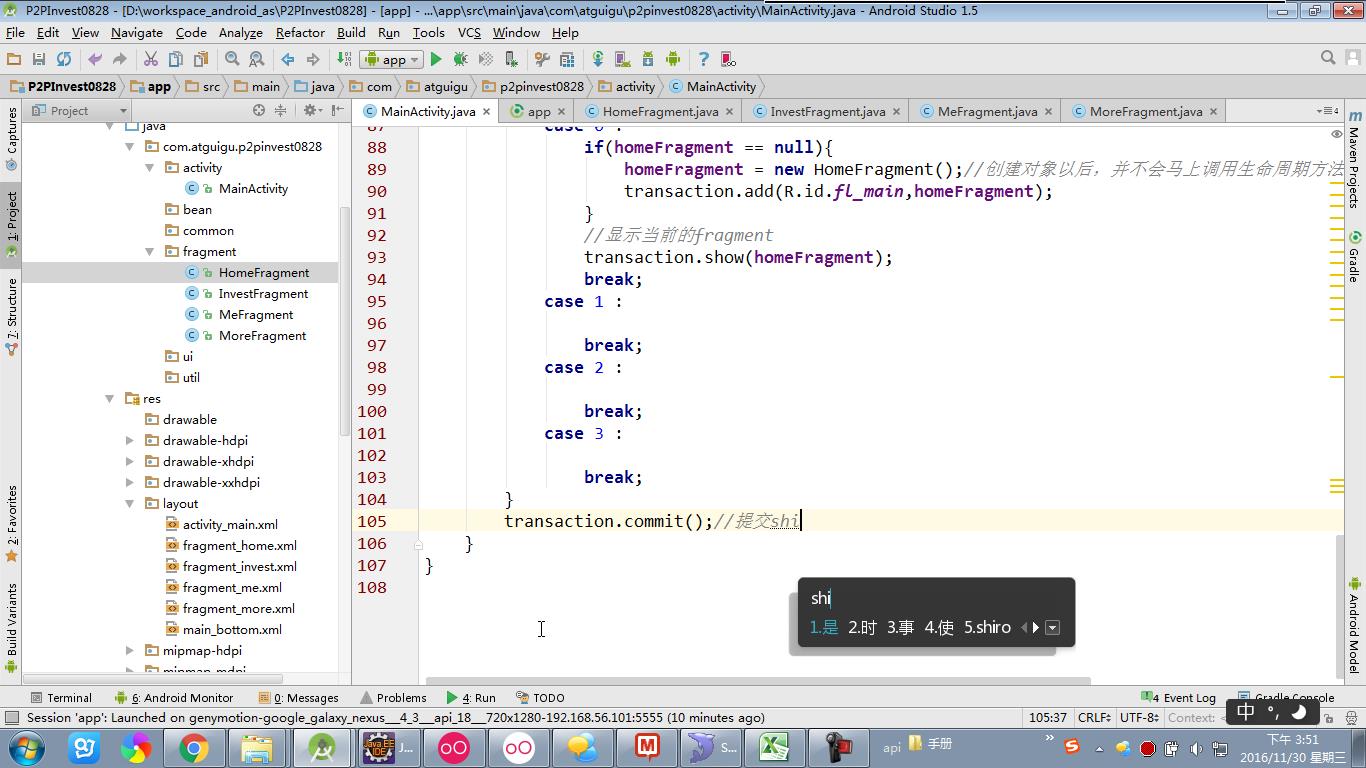 P2PInvest0828 - [D:\workspace_android_as\P2PInvest0828] - [app] - ...\app\src\main\java\com\atguigu\p2pinvest0828\activity\MainActivity.java - Android Studio 1.5
File Edit View Navigate Code Analyze Refactor Build Run Tools VCS Window Help
app
P2PInvest0828 app src main java com atguigu p2pinvest0828 activity MainActivity
Project
MainActivity.java × app × HomeFragment.java × InvestFragment.java × MeFragment.java × MoreFragment.java × 4
Captures
1: Project
7: Structure
2: Favorites
Build Variants
java
com.atguigu.p2pinvest0828
activity
MainActivity
bean
common
fragment
HomeFragment
InvestFragment
MeFragment
MoreFragment
ui
util
res
drawable
drawable-hdpi
drawable-xhdpi
drawable-xxhdpi
layout
activity_main.xml
fragment_home.xml
fragment_invest.xml
fragment_me.xml
fragment_more.xml
main_bottom.xml
mipmap-hdpi
mipmap-mdpi
87 case 0 :
88 if(homeFragment == null){
89 homeFragment = new HomeFragment();//创建对象以后，并不会马上调用生命周期方法
90 transaction.add(R.id.fl_main,homeFragment);
91 }
92 //显示当前的fragment
93 transaction.show(homeFragment);
94 break;
95 case 1 :
96
97 break;
98 case 2 :
99
100 break;
101 case 3 :
102
103 break;
104 }
105 transaction.commit();//提交shi
106 }
107 }
108
shi
1.是 2.时 3.事 4.使 5.shiro
Maven Projects
Gradle
Android Model
Terminal 6: Android Monitor 0: Messages Problems 4: Run TODO 4 Event Log Gradle Console
Session 'app': Launched on genymotion-google_galaxy_nexus___4_3___api_18___720x1280-192.168.56.101:5555 (10 minutes ago) 105:37 CRLF÷ UTF-8÷ Context:
中 °,
Java EE IDE J... S... api 手册 »
下午 3:51
2016/11/30 星期三